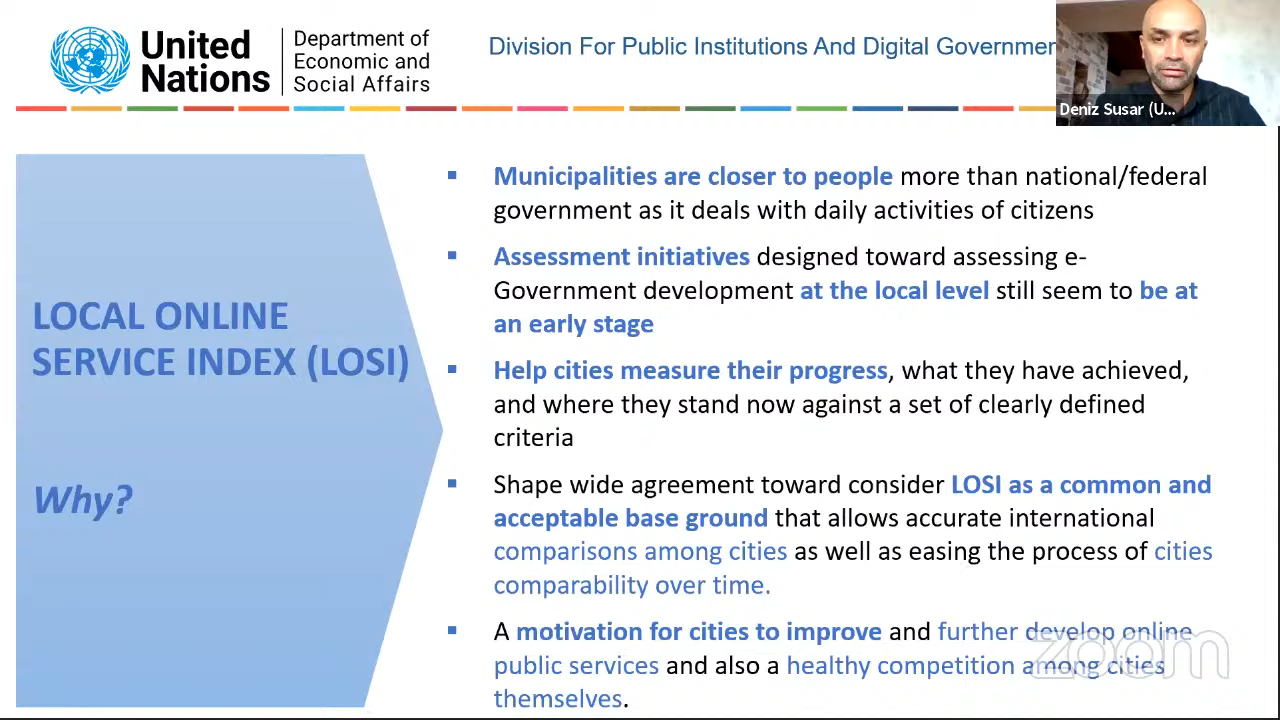 United
Nations
Department of
Economic and
Social Affairs
Division For Public Institutions And Digital Governmen
Deniz Susar (U...
LOCAL ONLINE
SERVICE INDEX (LOSI)
Why?
▪ Municipalities are closer to people more than national/federal
government as it deals with daily activities of citizens
▪ Assessment initiatives designed toward assessing e-
Government development at the local level still seem to be at
an early stage
▪ Help cities measure their progress, what they have achieved,
and where they stand now against a set of clearly defined
criteria
▪ Shape wide agreement toward consider LOSI as a common and
acceptable base ground that allows accurate international
comparisons among cities as well as easing the process of cities
comparability over time.
▪ A motivation for cities to improve and further develop online
public services and also a healthy competition among cities
themselves.
zoom